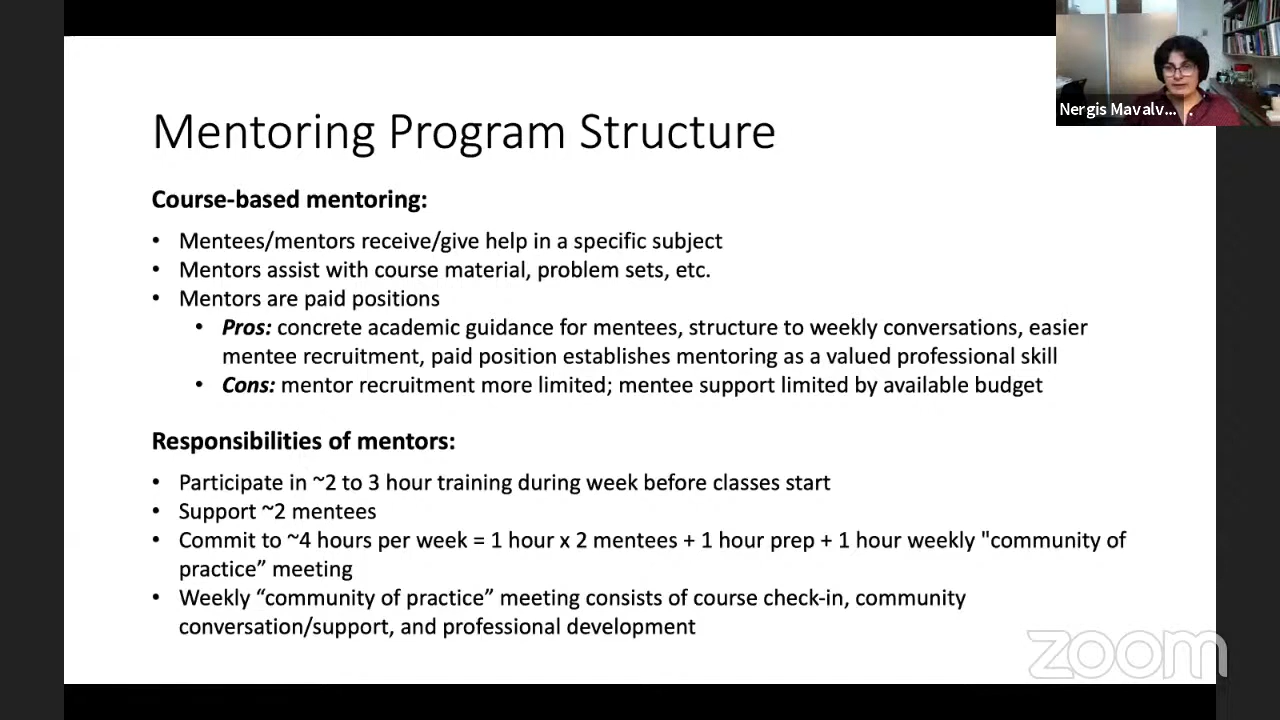 Nergis Mavalv...
Mentoring Program Structure
Course-based mentoring:
• Mentees/mentors receive/give help in a specific subject
• Mentors assist with course material, problem sets, etc.
• Mentors are paid positions
• Pros: concrete academic guidance for mentees, structure to weekly conversations, easier
mentee recruitment, paid position establishes mentoring as a valued professional skill
• Cons: mentor recruitment more limited; mentee support limited by available budget
Responsibilities of mentors:
• Participate in ~2 to 3 hour training during week before classes start
• Support ~2 mentees
• Commit to ~4 hours per week = 1 hour x 2 mentees + 1 hour prep + 1 hour weekly "community of
practice” meeting
• Weekly “community of practice” meeting consists of course check-in, community
conversation/support, and professional development
zoom